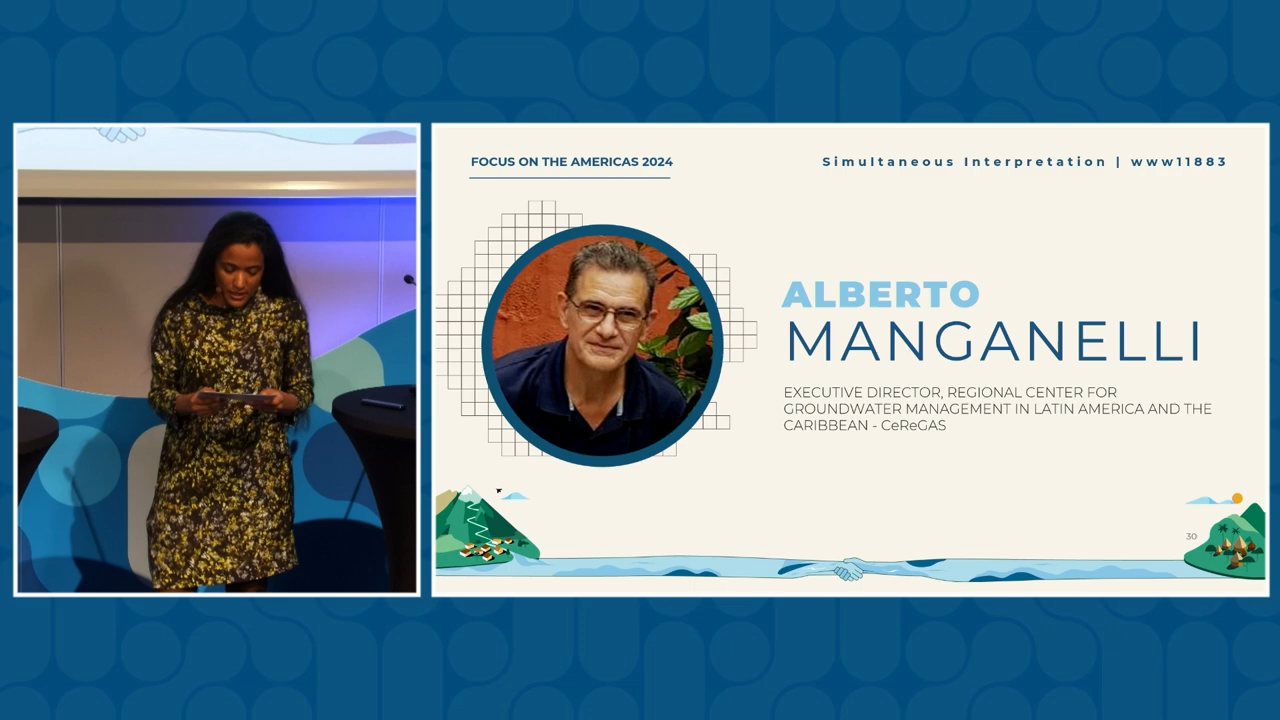 FOCUS ON THE AMERICAS 2024
Simultaneous Interpretation | www11883
ALBERTO
MANGANELLI
EXECUTIVE DIRECTOR, REGIONAL CENTER FOR
GROUNDWATER MANAGEMENT IN LATIN AMERICA AND THE
CARIBBEAN - CeReGAS
30